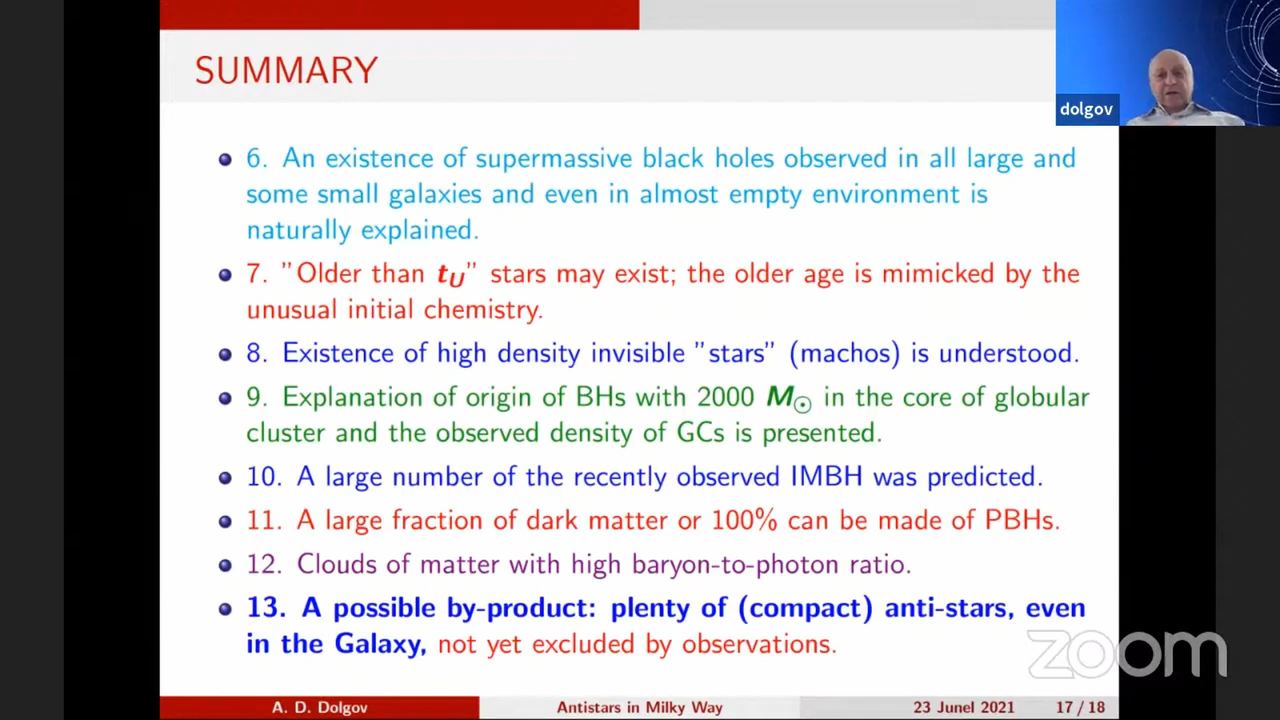 SUMMARY
dolgov
6. An existence of supermassive black holes observed in all large and
some small galaxies and even in almost empty environment is
naturally explained.
7. ”Older than tU” stars may exist; the older age is mimicked by the
unusual initial chemistry.
8. Existence of high density invisible ”stars” (machos) is understood.
9. Explanation of origin of BHs with 2000 M⊙ in the core of globular
cluster and the observed density of GCs is presented.
10. A large number of the recently observed IMBH was predicted.
11. A large fraction of dark matter or 100% can be made of PBHs.
12. Clouds of matter with high baryon-to-photon ratio.
13. A possible by-product: plenty of (compact) anti-stars, even
in the Galaxy, not yet excluded by observations.
zoom
A. D. Dolgov Antistars in Milky Way 23 Junel 2021 17 / 18